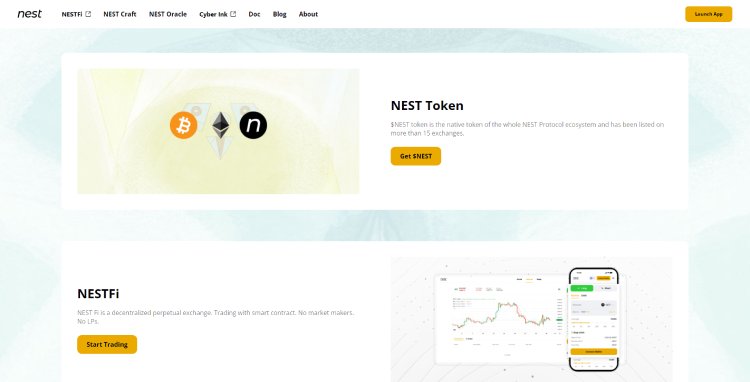 nest
NESTFi
NEST Craft
NEST Oracle
Cyber Ink
Doc
Blog
About
Launch App
NEST Token
$NEST token is the native token of the whole NEST Protocol ecosystem and has been listed on
more than 15 exchanges.
Get $NEST
NESTFi
NEST Fi is a decentralized perpetual exchange. Trading with smart contract. No market makers.
No LPs.
Start Trading